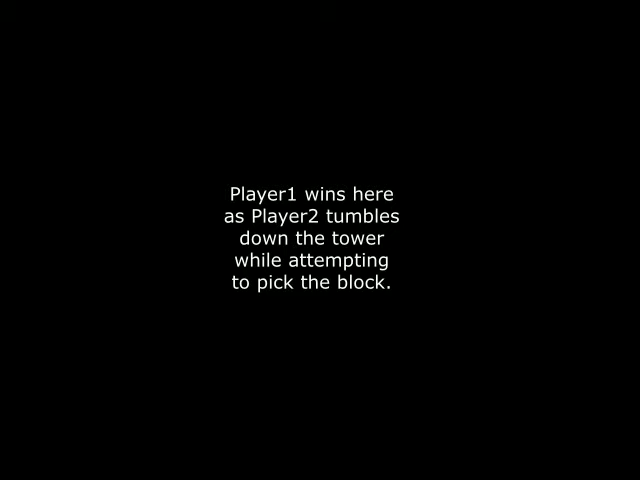 Player1 wins here
as Player2 tumbles
down the tower
while attempting
to pick the block.